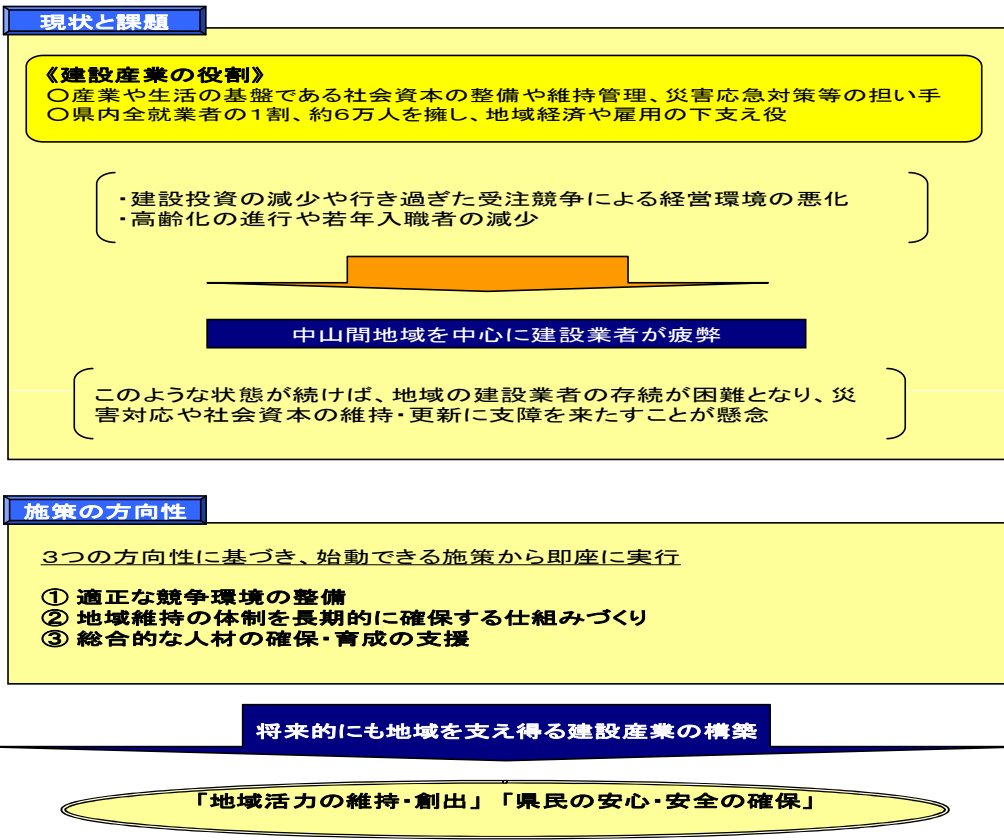 現状と課題
《建設産業の役割》
○産業や生活の基盤である社会資本の整備や維持管理、災害応急対策等の担い手
○県内全就業者の1割、約6万人を擁し、地域経済や雇用の下支え役
・建設投資の減少や行き過ぎた受注競争による経営環境の悪化
・高齢化の進行や若年入職者の減少
中山間地域を中心に建設業者が疲弊
このような状態が続けば、地域の建設業者の存続が困難となり、災
害対応や社会資本の維持・更新に支障を来たすことが懸念
施策の方向性
3つの方向性に基づき、始動できる施策から即座に実行
① 適正な競争環境の整備
② 地域維持の体制を長期的に確保する仕組みづくり
③ 総合的な人材の確保・育成の支援
将来的にも地域を支え得る建設産業の構築
「地域活力の維持・創出」「県民の安心・安全の確保」